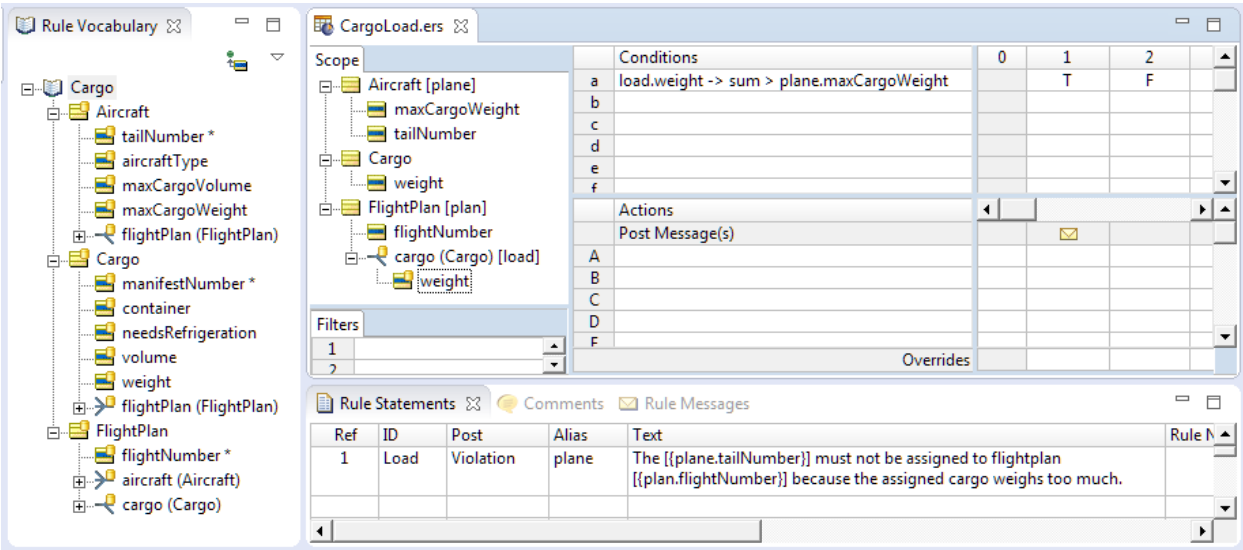 Rule Vocabulary
Cargo
Aircraft
tailNumber *
aircraftType
maxCargoVolume
maxCargoWeight
flightPlan (FlightPlan)
Cargo
manifestNumber *
container
needsRefrigeration
volume
weight
flightPlan (FlightPlan)
FlightPlan
flightNumber *
aircraft (Aircraft)
cargo (Cargo)
CargoLoad.ers
Scope
Aircraft [plane]
maxCargoWeight
tailNumber
Cargo
weight
FlightPlan [plan]
flightNumber
cargo (Cargo) [load]
weight
Filters
1
2
Conditions 0 1 2
a load.weight -> sum > plane.maxCargoWeight T F
b
c
d
e
f
Actions
Post Message(s)
A
B
C
D
E
Overrides
Rule Statements Comments Rule Messages
Ref ID Post Alias Text Rule N
1 Load Violation plane The [{plane.tailNumber}] must not be assigned to flightplan
[{plan.flightNumber}] because the assigned cargo weighs too much.